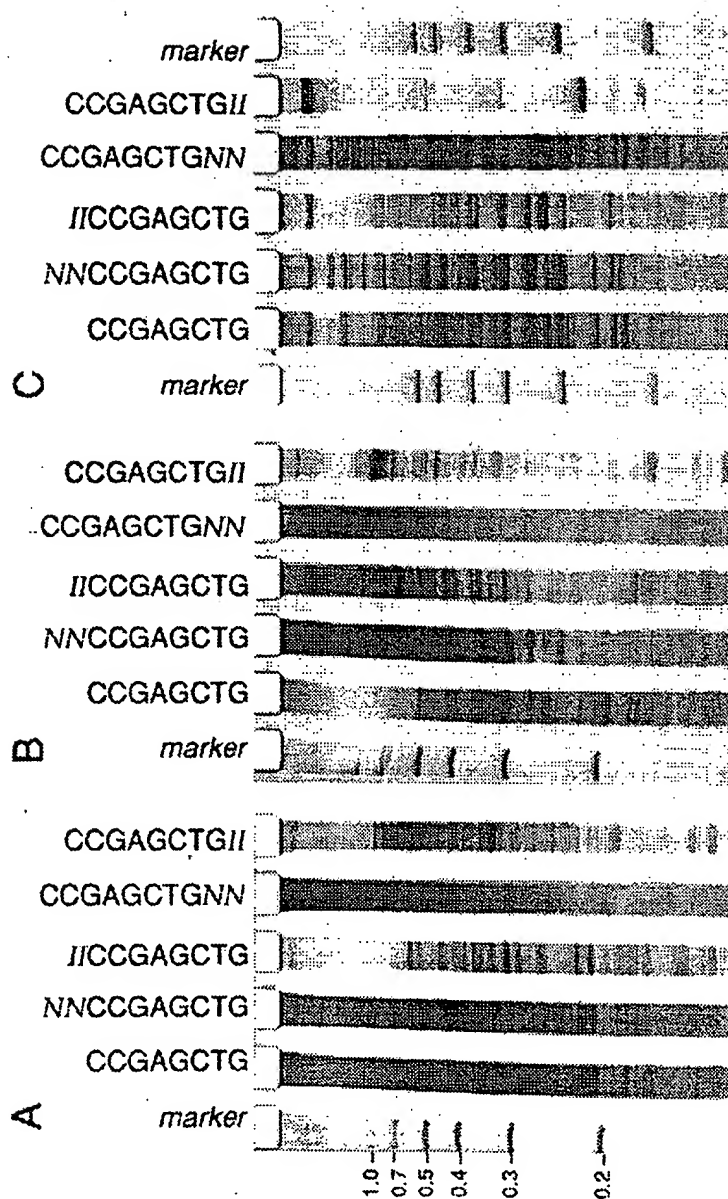 A
marker
CCGAGCTG
NNCCGAGCTG
IICCGAGCTG
CCGAGCTGNN
CCGAGCTGII
1.0
0.7
0.5
0.4
0.3
0.2
B
marker
CCGAGCTG
NNCCGAGCTG
IICCGAGCTG
CCGAGCTGNN
CCGAGCTGII
C
marker
CCGAGCTG
NNCCGAGCTG
IICCGAGCTG
CCGAGCTGNN
CCGAGCTGII
marker